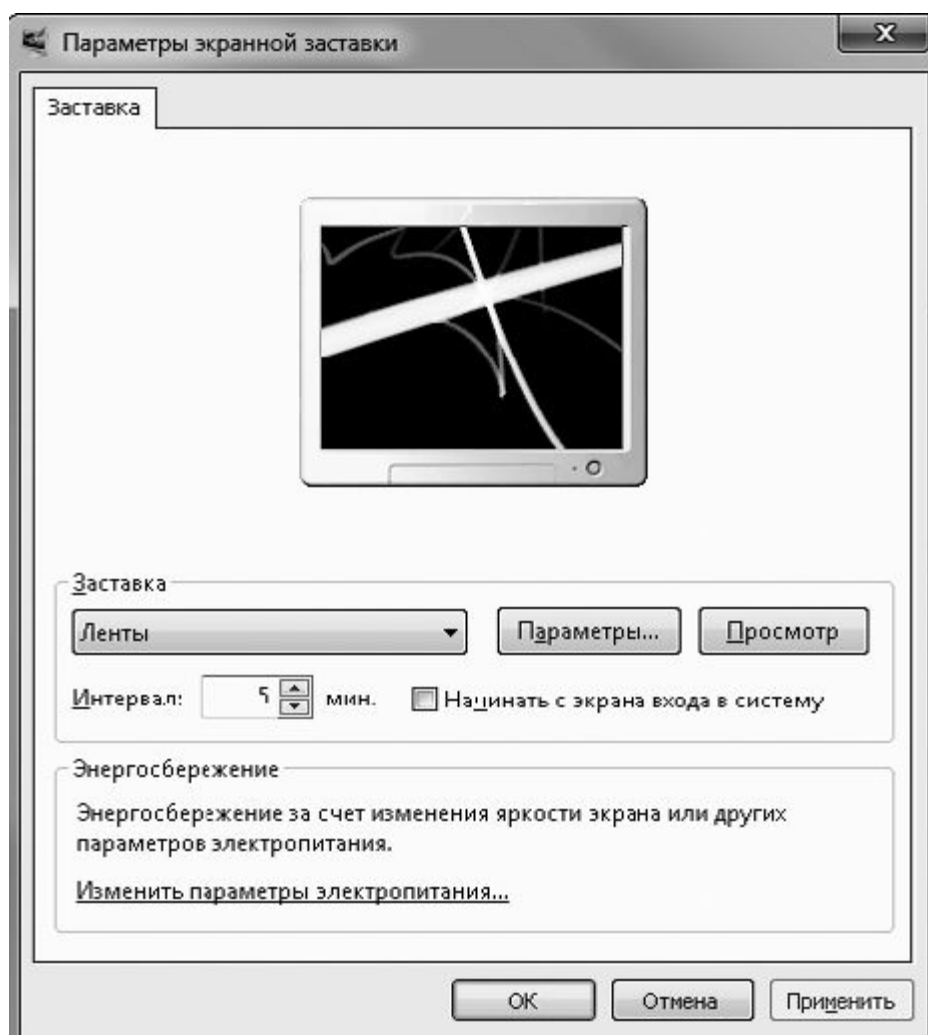 Параметры экранной заставки
x
Заставка
Заставка
Ленты
Параметры...
Просмотр
Интервал: 5 мин. Начинать с экрана входа в систему
Энергосбережение
Энергосбережение за счет изменения яркости экрана или других
параметров электропитания.
Изменить параметры электропитания...
OK
Отмена
Применить